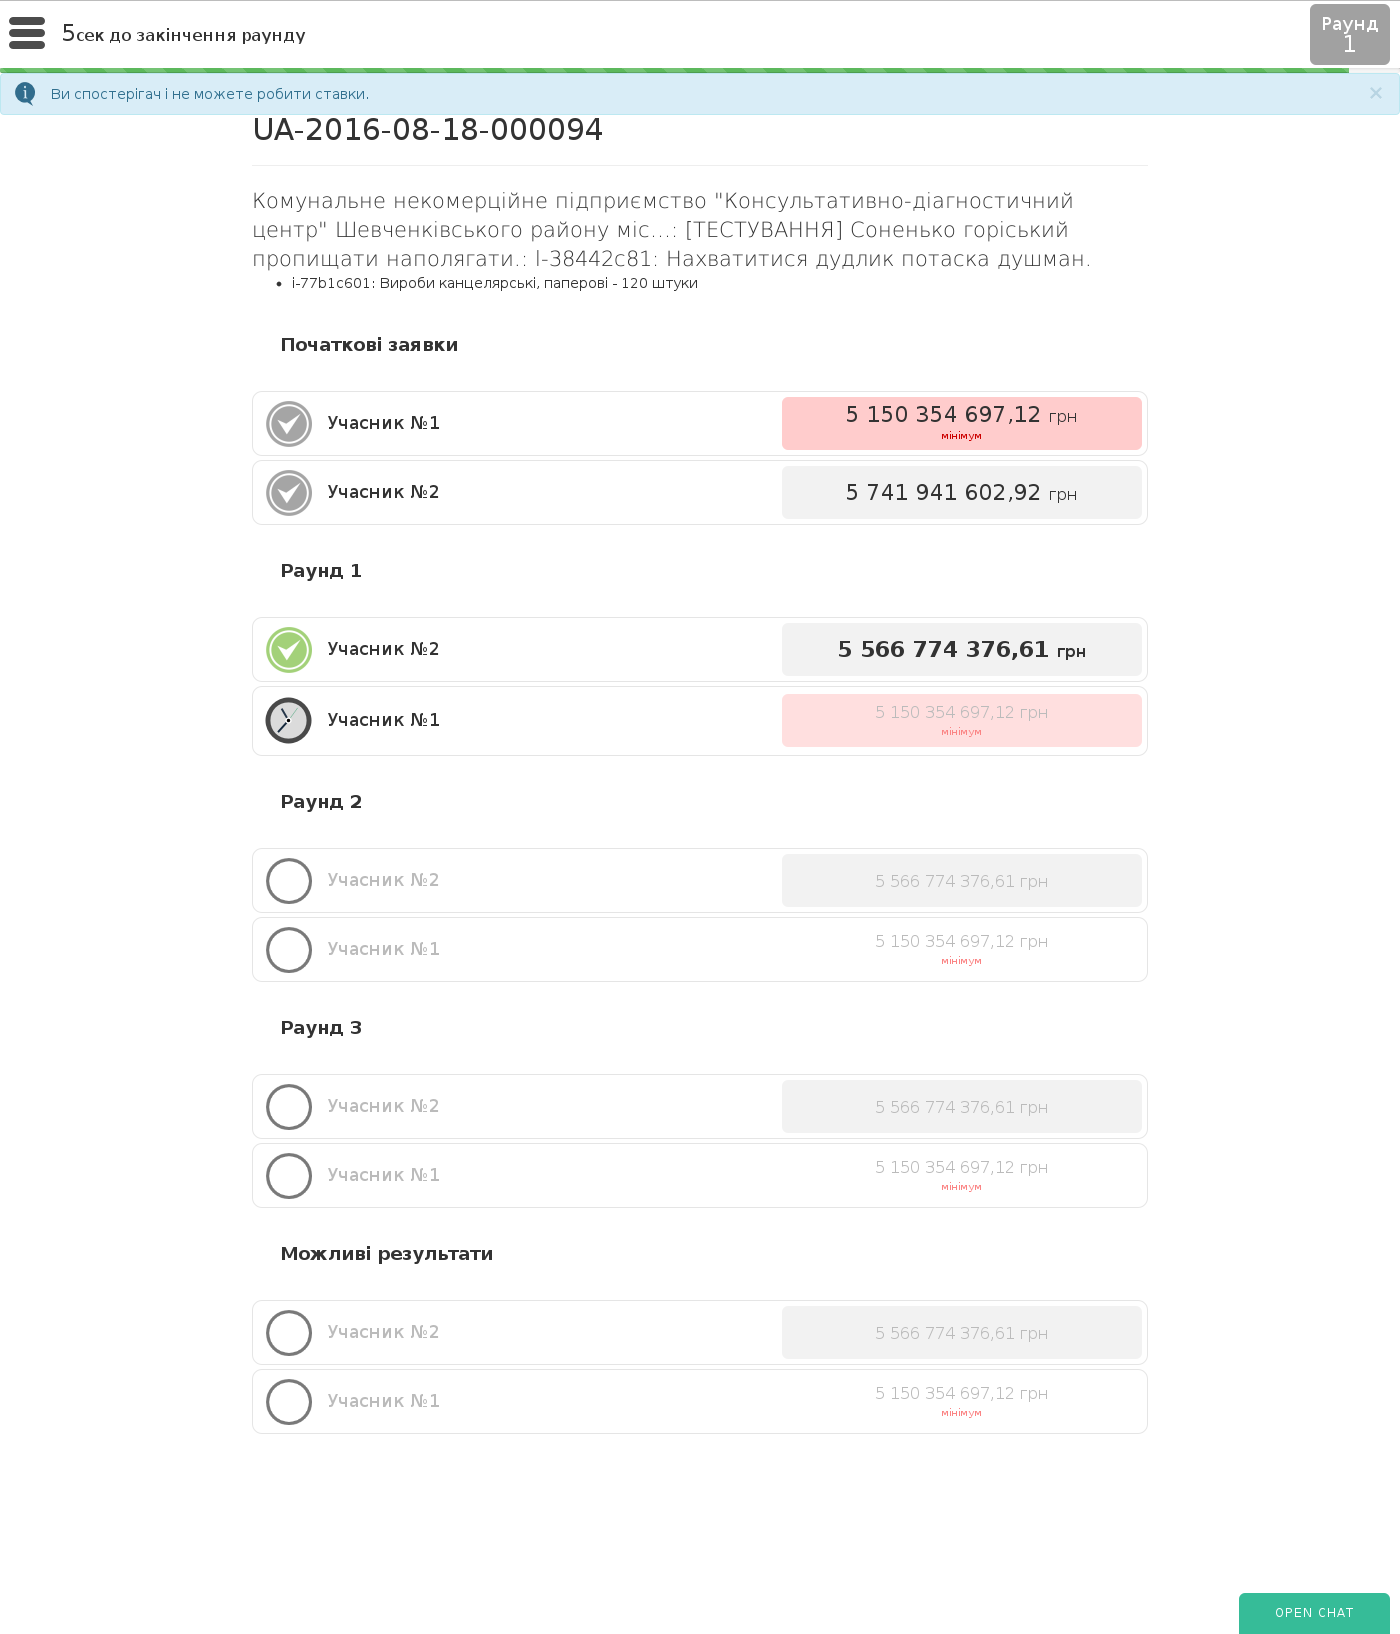 5сек до закінчення раунду
Раунд
1
Ви спостерігач і не можете робити ставки.
×
UA-2016-08-18-000094
Комунальне некомерційне підприємство "Консультативно-діагностичний
центр" Шевченківського району міс...: [ТЕСТУВАННЯ] Соненько горіський
пропищати наполягати.: l-38442c81: Нахватитися дудлик потаска душман.
• i-77b1c601: Вироби канцелярські, паперові - 120 штуки
Початкові заявки
Учасник №1 5 150 354 697,12 грн
мінімум
Учасник №2 5 741 941 602,92 грн
Раунд 1
Учасник №2 5 566 774 376,61 грн
Учасник №1 5 150 354 697,12 грн
мінімум
Раунд 2
Учасник №2 5 566 774 376,61 грн
Учасник №1 5 150 354 697,12 грн
мінімум
Раунд 3
Учасник №2 5 566 774 376,61 грн
Учасник №1 5 150 354 697,12 грн
мінімум
Можливі результати
Учасник №2 5 566 774 376,61 грн
Учасник №1 5 150 354 697,12 грн
мінімум
OPEN CHAT